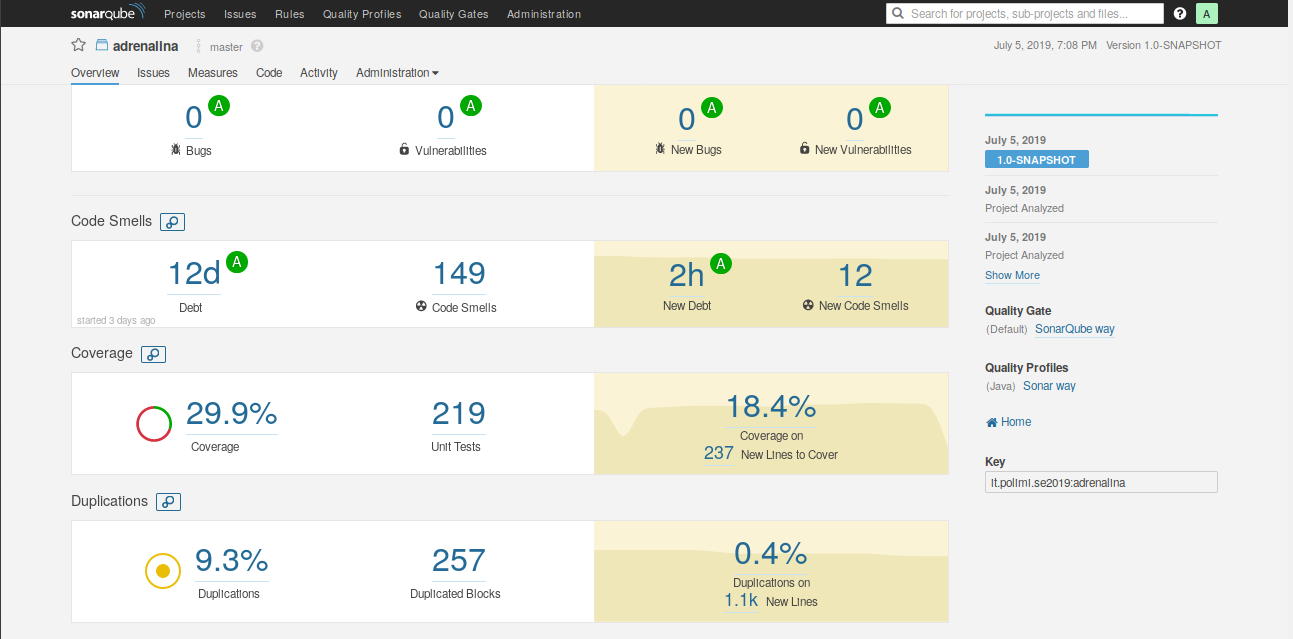 sonarqube Projects Issues Rules Quality Profiles Quality Gates Administration Search for projects, sub-projects and files... ? A
adrenalina master ? July 5, 2019, 7:08 PM Version 1.0-SNAPSHOT
Overview Issues Measures Code Activity Administration
0 A 0 A 0 A 0 A
Bugs Vulnerabilities New Bugs New Vulnerabilities
Code Smells
12d A 149 2h A 12
Debt Code Smells New Debt New Code Smells
started 3 days ago
Coverage
29.9% 219 18.4%
Coverage Unit Tests Coverage on
237 New Lines to Cover
Duplications
9.3% 257 0.4%
Duplications Duplicated Blocks Duplications on
1.1k New Lines
July 5, 2019
1.0-SNAPSHOT
July 5, 2019
Project Analyzed
July 5, 2019
Project Analyzed
Show More
Quality Gate
(Default) SonarQube way
Quality Profiles
(Java) Sonar way
Home
Key
it.polimi.se2019:adrenalina